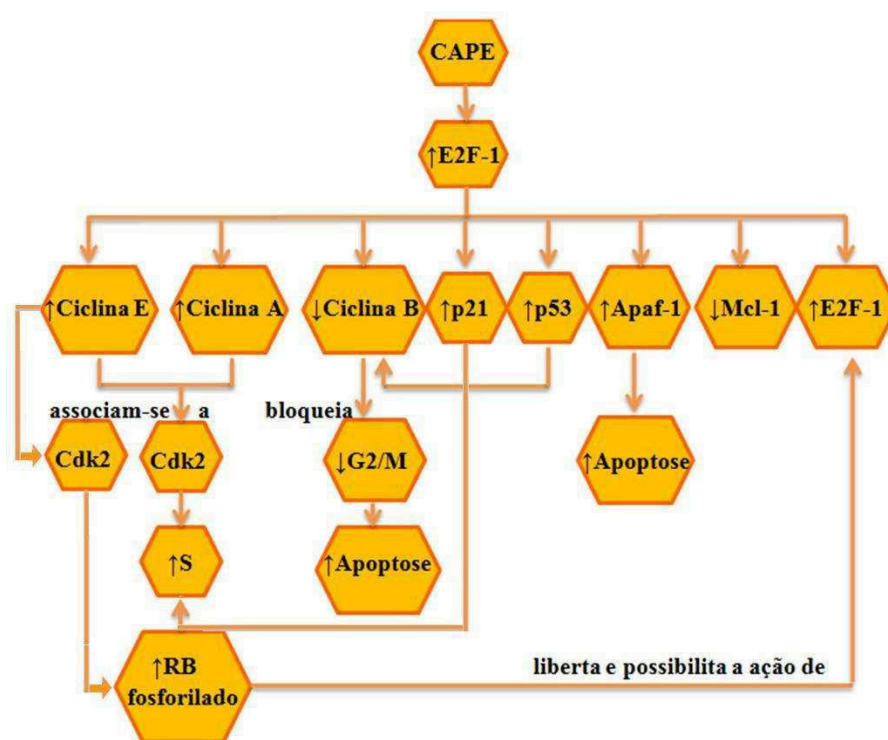 CAPE
↑E2F-1
↑Ciclina E
↑Ciclina A
↓Ciclina B
↑p21
↑p53
↑Apaf-1
↓Mcl-1
↑E2F-1
associam-se a
bloqueia
Cdk2
Cdk2
↓G2/M
↑Apoptose
↑S
↑Apoptose
↑RB
fosforilado
liberta e possibilita a ação de